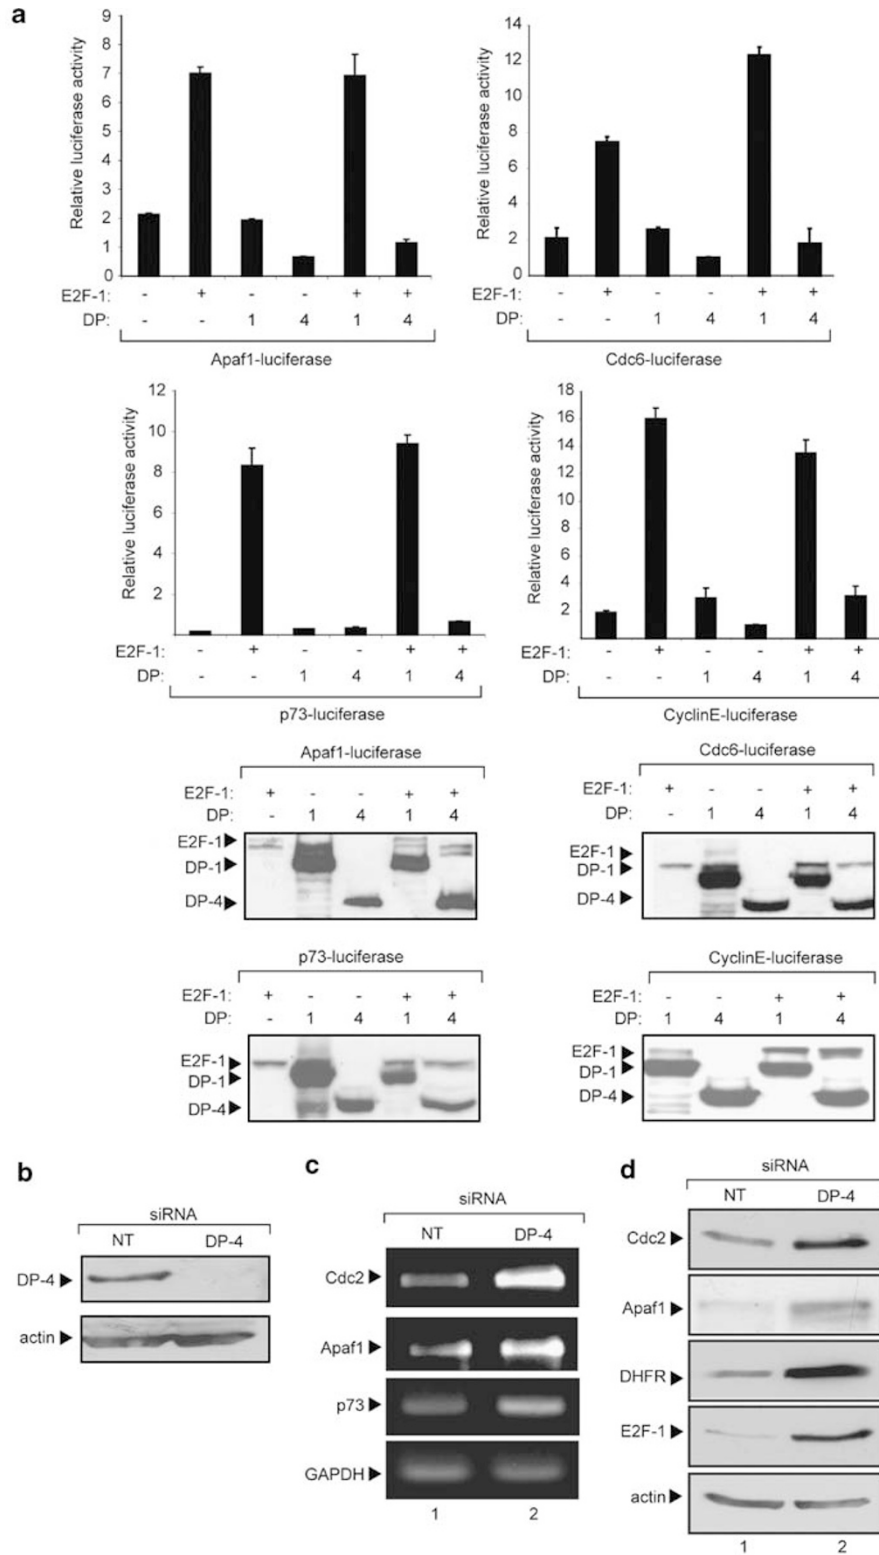 a
Relative luciferase activity
9
8
7
6
5
4
3
2
1
0
E2F-1: - + - - + +
DP: - - 1 4 1 4
Apaf1-luciferase
Relative luciferase activity
14
12
10
8
6
4
2
0
E2F-1: - + - - + +
DP: - - 1 4 1 4
Cdc6-luciferase
Relative luciferase activity
12
10
8
6
4
2
E2F-1: - + - - + +
DP: - - 1 4 1 4
p73-luciferase
Relative luciferase activity
18
16
14
12
10
8
6
4
2
E2F-1: - + - - + +
DP: - - 1 4 1 4
CyclinE-luciferase
Apaf1-luciferase
E2F-1: + - - + +
DP: - 1 4 1 4
E2F-1
DP-1
DP-4
Cdc6-luciferase
E2F-1: + - - + +
DP: - 1 4 1 4
E2F-1
DP-1
DP-4
p73-luciferase
E2F-1: + - - + +
DP: - 1 4 1 4
E2F-1
DP-1
DP-4
CyclinE-luciferase
E2F-1: - - + +
DP: 1 4 1 4
E2F-1
DP-1
DP-4
b
siRNA
NT DP-4
DP-4
actin
c
siRNA
NT DP-4
Cdc2
Apaf1
p73
GAPDH
1 2
d
siRNA
NT DP-4
Cdc2
Apaf1
DHFR
E2F-1
actin
1 2